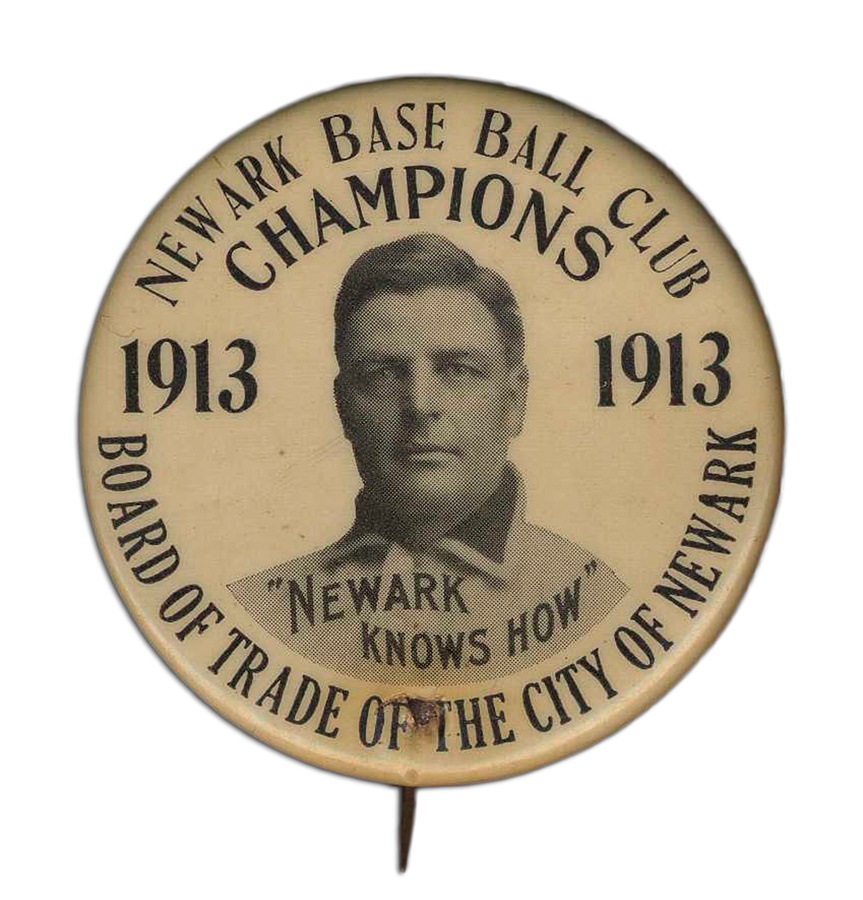 NEWARK BASE BALL CLUB
CHAMPIONS
1913 1913
"NEWARK
KNOWS HOW"
BOARD OF TRADE OF THE CITY OF NEWARK